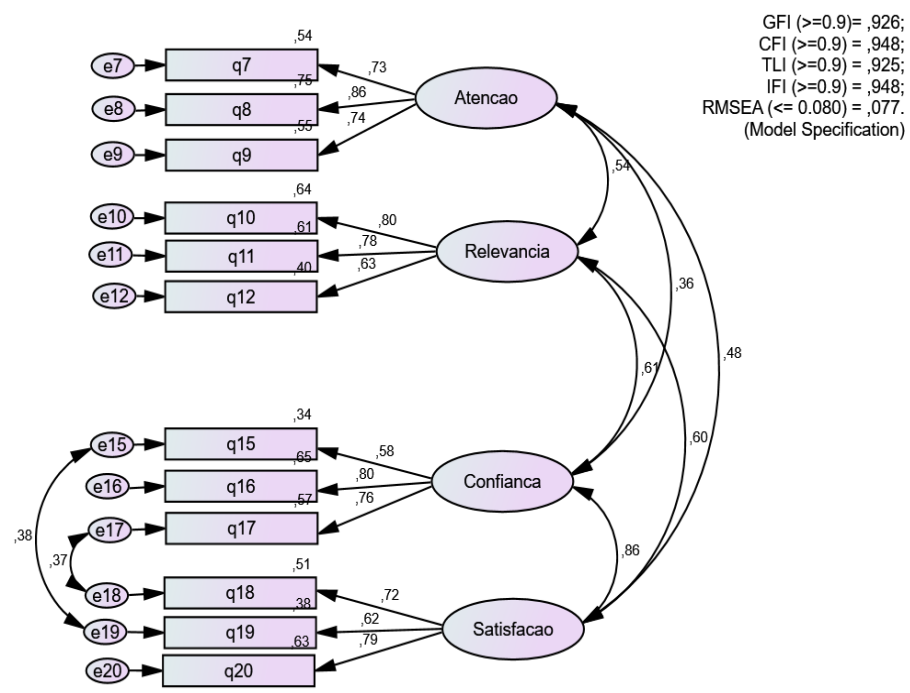 GFI (>=0.9)= ,926;
CFI (>=0.9) = ,948;
TLI (>=0.9) = ,925;
IFI (>=0.9) = ,948;
RMSEA (<= 0.080) = ,077.
(Model Specification)
,54
e7 q7 ,73
,75
e8 q8 ,86 Atencao
,55
e9 q9 ,74
,54
,64
e10 q10 ,80
,61
e11 q11 ,78 Relevancia
,40
e12 q12 ,63
,36
,48
,61
,60
,34
e15 q15 ,58
,65
e16 q16 ,80 Confianca
,57
e17 q17 ,76
,38
,37
,86
,51
e18 q18 ,72
,38
e19 q19 ,62 Satisfacao
,63
e20 q20 ,79